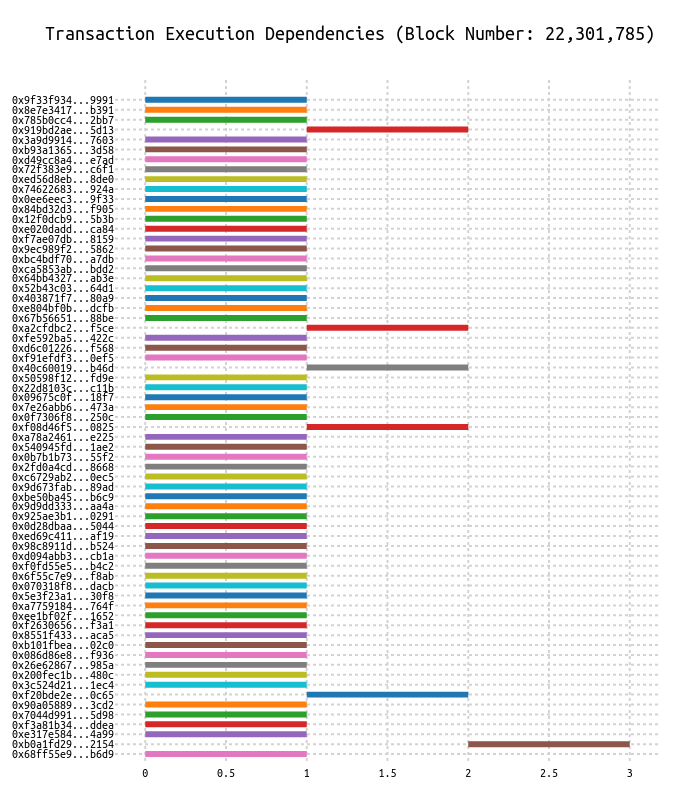 Transaction Execution Dependencies (Block Number: 22,301,785)
0x9f33f934...9991
0x8e7e3417...b391
0x785b0cc4...2bb7
0x919bd2ae...5d13
0x3a9d9914...7603
0xb93a1365...3d58
0xd49cc8a4...e7ad
0x72f383e9...c6f1
0xed56d8eb...8de0
0x74622683...924a
0x0ee6eec3...9f33
0x84bd32d3...f905
0x12f0dcb9...5b3b
0xe020dadd...ca84
0xf7ae07db...8159
0x9ec989f2...5862
0xbc4bdf70...a7db
0xca5853ab...bdd2
0x64bb4327...ab3e
0x52b43c03...64d1
0x403871f7...80a9
0xe804bf0b...dcfb
0x67b56651...88be
0xa2cfdbc2...f5ce
0xfe592ba5...422c
0xd6c01226...f568
0xf91efdf3...0ef5
0x40c60019...b46d
0x50598f12...fd9e
0x22d8103c...c11b
0x09675c0f...18f7
0x7e26abb6...473a
0x0f7306f8...250c
0xf08d46f5...0825
0xa78a2461...e225
0x540945fd...1ae2
0x0b7b1b73...55f2
0x2fd0a4cd...8668
0xc6729ab2...0ec5
0x9d673fab...89ad
0xbe50ba45...b6c9
0x9d9dd333...aa4a
0x925ae3b1...0291
0x0d28dbaa...5044
0xed69c411...af19
0x98c8911d...b524
0xd094abb3...cb1a
0xf0fd55e5...b4c2
0x6f55c7e9...f8ab
0x070318f8...dacb
0x5e3f23a1...30f8
0xa7759184...764f
0xee1bf02f...1652
0xf2630656...f3a1
0x8551f433...aca5
0xb101fbea...02c0
0x086d86e8...f936
0x26e62867...985a
0x200fec1b...480c
0x3c524d21...1ec4
0xf20bde2e...0c65
0x90a05889...3cd2
0x7044d991...5d98
0xf3a81b34...ddea
0xe317e584...4a99
0xb0a1fd29...2154
0x68ff55e9...b6d9
0 0.5 1 1.5 2 2.5 3